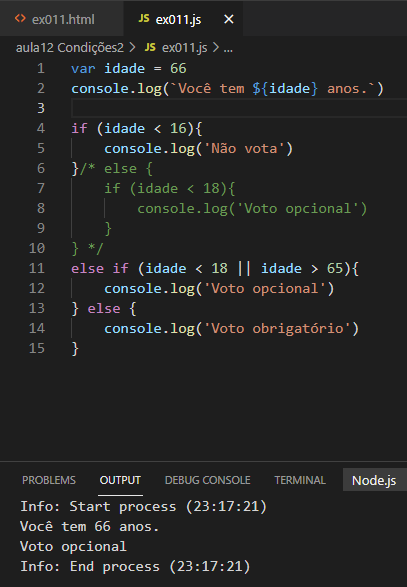 <> ex011.html JS ex011.js ×
aula12 Condições2 > JS ex011.js > ...
1 var idade = 66
2 console.log(`Você tem ${idade} anos.`)
3
4 if (idade < 16){
5     console.log('Não vota')
6 }/* else {
7     if (idade < 18){
8         console.log('Voto opcional')
9     }
10 } */
11 else if (idade < 18 || idade > 65){
12     console.log('Voto opcional')
13 } else {
14     console.log('Voto obrigatório')
15 }
PROBLEMS OUTPUT DEBUG CONSOLE TERMINAL Node.js
Info: Start process (23:17:21)
Você tem 66 anos.
Voto opcional
Info: End process (23:17:21)